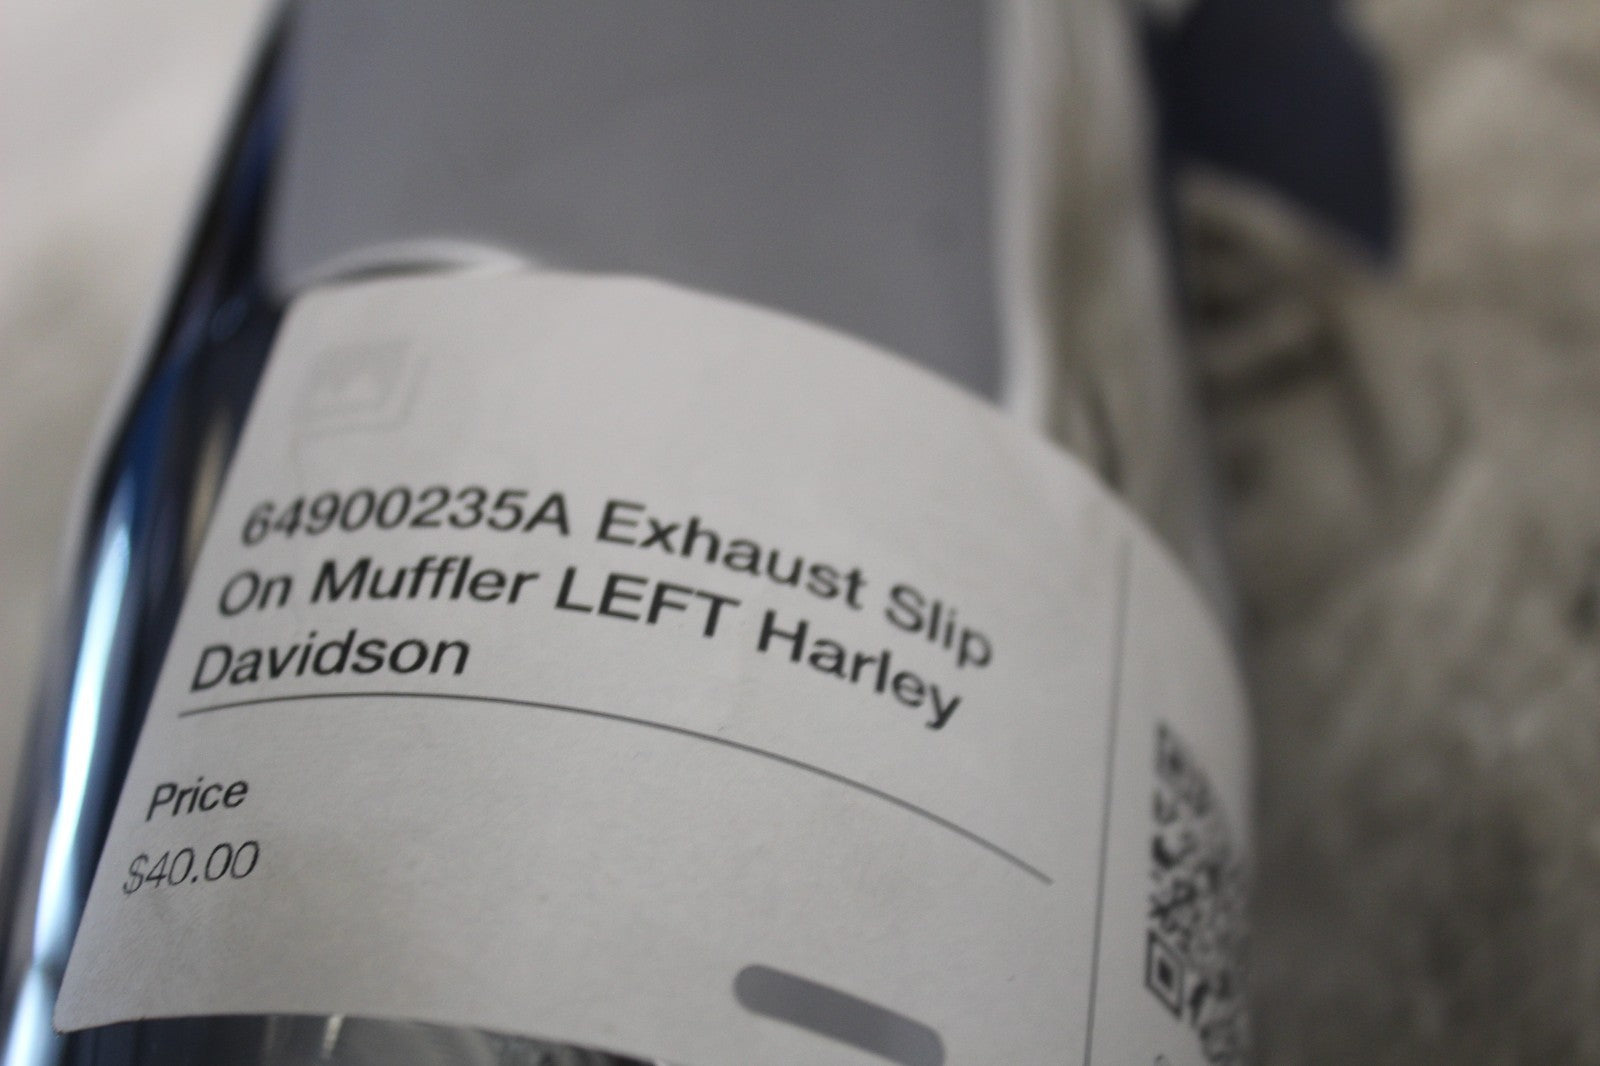 64900235A Exhaust Slip
On Muffler LEFT Harley
Davidson
Price
$40.00